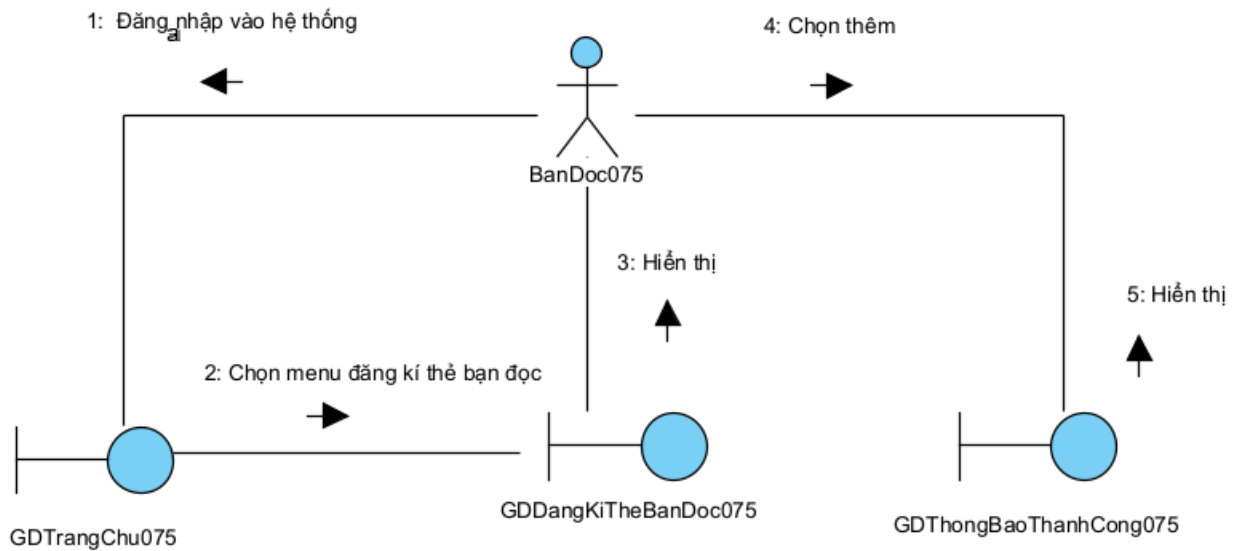 1: Đăng nhập vào hệ thống
ai
4: Chọn thêm
BanDoc075
3: Hiển thị
5: Hiển thị
2: Chọn menu đăng kí thẻ bạn đọc
GDTrangChu075
GDDangKiTheBanDoc075
GDThongBaoThanhCong075